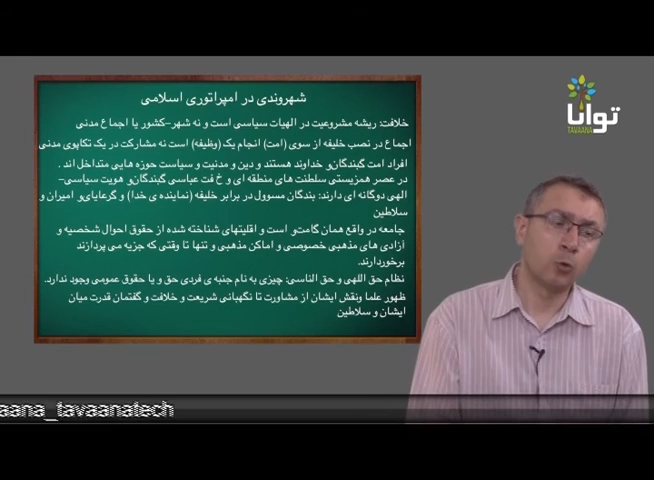 شهروندی در امپراتوری اسلامی
خلافت: ریشه مشروعیت در الهیات سیاسی است و نه شهر-کشور یا اجماع مدنی
اجماع در نصب خلیفه از سوی (امت) انجام یک (وظیفه) است نه مشارکت در یک تکاپوی مدنی
افراد امت گبندگان‌و خداوند هستند و دین و مدنیت و سیاست حوزه هایی متداخل اند .
در عصر همزیستی سلطنت های منطقه ای و خ فت عباسی گبندگان‌و هویت سیاسی-
الهی دوگانه ای دارند: بندگان مسوول در برابر خلیفه (نماینده ی خدا) و گرعایای‌و امیران و
سلاطین
جامعه در واقع همان گامت‌و است و اقلیتهای شناخته شده از حقوق احوال شخصیه و
آزادی های مذهبی خصوصی و اماکن مذهبی و تنها تا وقتی که جزیه می پردازند
برخوردارند.
نظام حق اللهی و حق الناسی: چیزی به نام جنبه ی فردی حق و یا حقوق عمومی وجود ندارد.
ظهور علما ونقش ایشان از مشاورت تا نگهبانی شریعت و خلافت و گفتمان قدرت میان
ایشان و سلاطین
توانا
TAVAANA
aana_tavaanatech